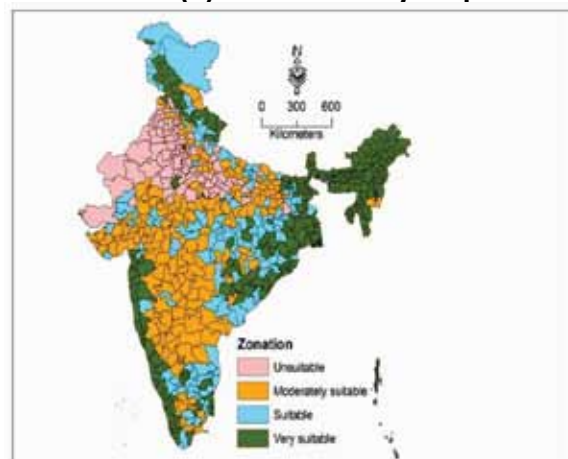 N
0 300 600
Kilometers
Zonation
Unsuitable
Moderately suitable
Suitable
Very suitable